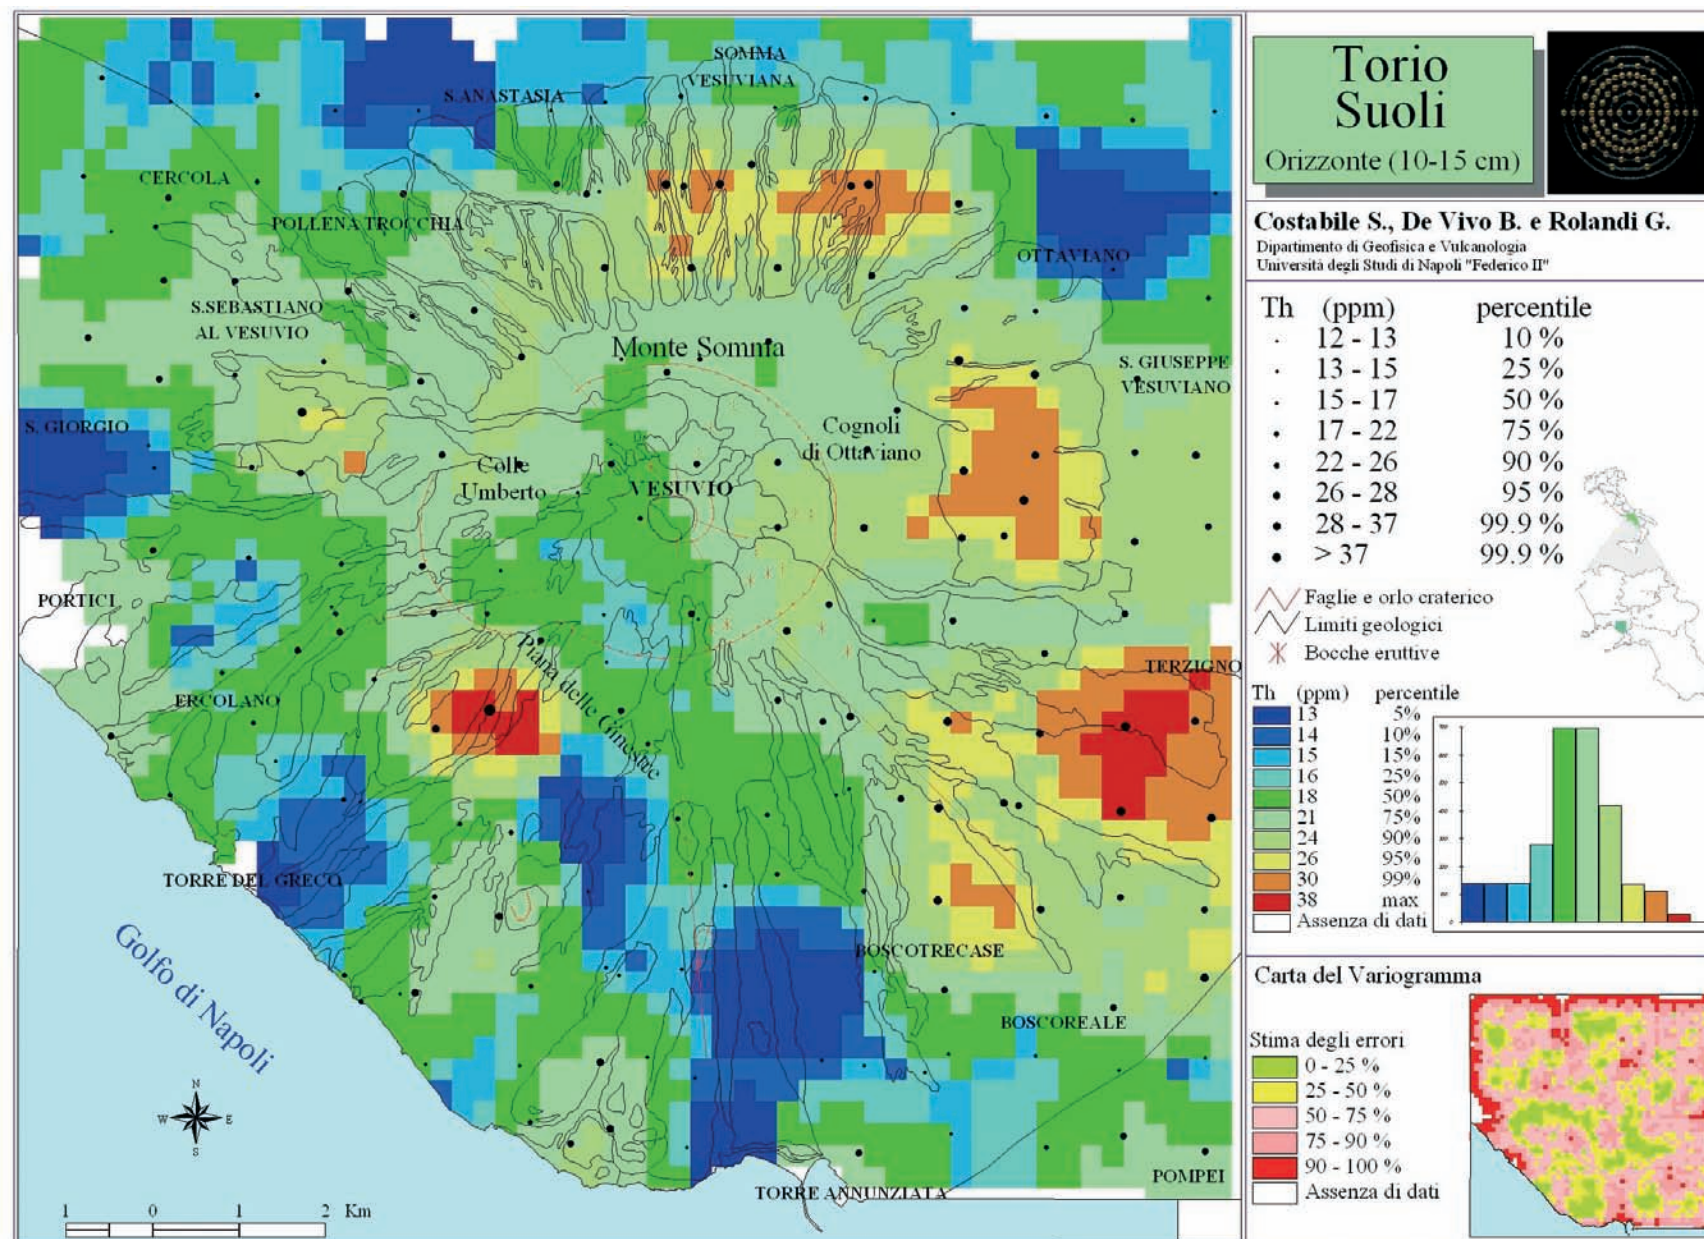 SOMMA
VESUVIANA
S.ANASTASIA
CERCOLA
POLLENA TROCCHIA
OTTAVIANO
S.SEBASTIANO
AL VESUVIO
Monte Somma
S. GIUSEPPE
VESUVIANO
S. GIORGIO
Cognoli
di Ottaviano
Colle
Umberto
VESUVIO
PORTICI
Piana delle Ginestre
TERZIGNO
ERCOLANO
TORRE DEL GRECO
Golfo di Napoli
BOSCOTRECASE
BOSCOREALE
N
W E
S
POMPEI
TORRE ANNUNZIATA
1 0 1 2 Km
Torio
Suoli
Orizzonte (10-15 cm)
Costabile S., De Vivo B. e Rolandi G.
Dipartimento di Geofisica e Vulcanologia
Università degli Studi di Napoli "Federico II"
Th (ppm) percentile
12 - 13 10 %
13 - 15 25 %
15 - 17 50 %
17 - 22 75 %
22 - 26 90 %
26 - 28 95 %
28 - 37 99.9 %
> 37 99.9 %
Faglie e orlo craterico
Limiti geologici
Bocche eruttive
Th (ppm) percentile
13 5%
14 10%
15 15%
16 25%
18 50%
21 75%
24 90%
26 95%
30 99%
38 max
Assenza di dati
Carta del Variogramma
Stima degli errori
0 - 25 %
25 - 50 %
50 - 75 %
75 - 90 %
90 - 100 %
Assenza di dati